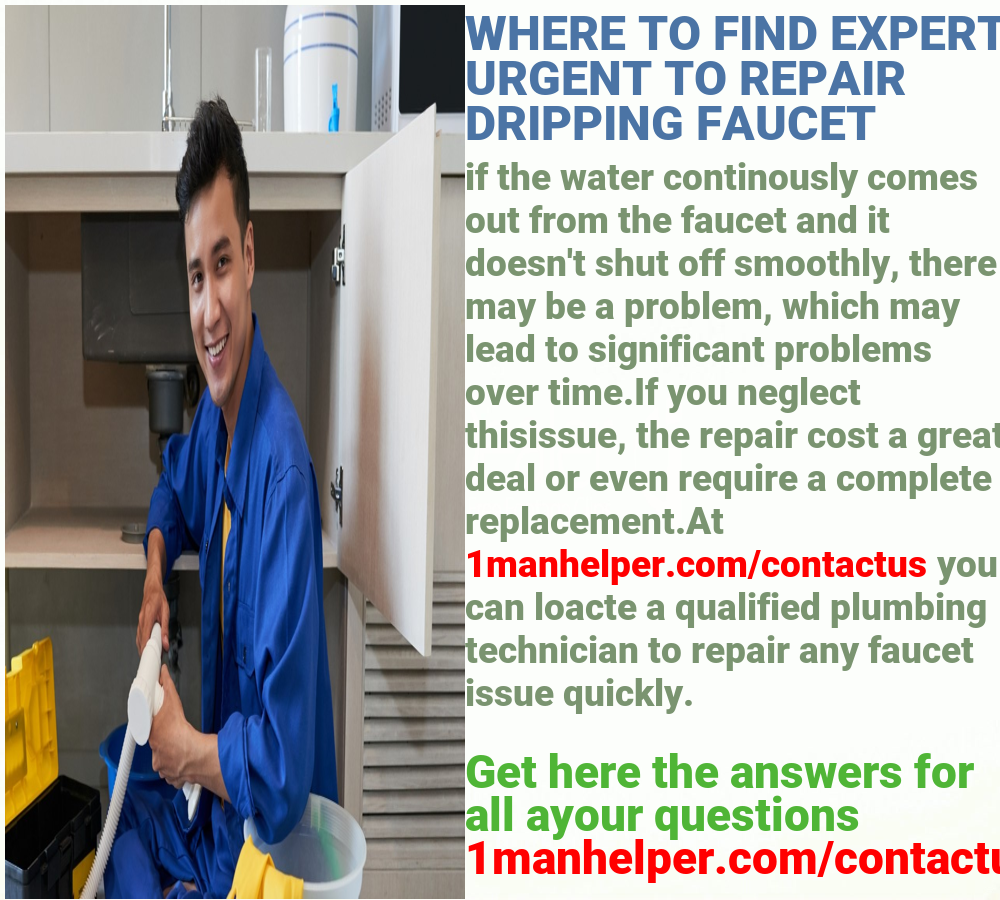 WHERE TO FIND EXPERT
URGENT TO REPAIR
DRIPPING FAUCET
if the water continously comes
out from the faucet and it
doesn't shut off smoothly, there
may be a problem, which may
lead to significant problems
over time.If you neglect
thisissue, the repair cost a great
deal or even require a complete
replacement.At
1manhelper.com/contactus you
can loacte a qualified plumbing
technician to repair any faucet
issue quickly.
Get here the answers for
all ayour questions
1manhelper.com/contactu